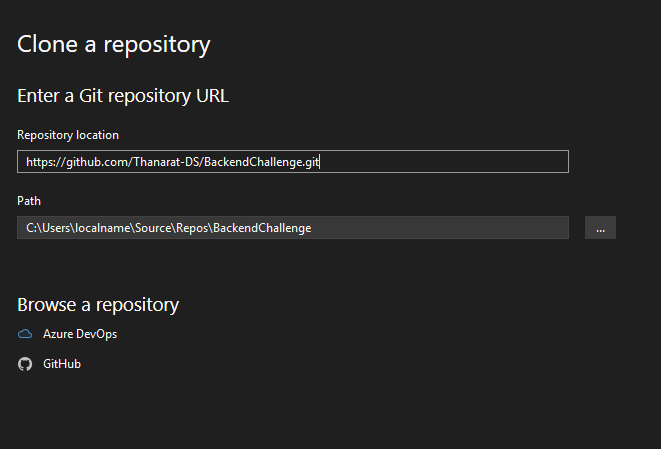 Clone a repository
Enter a Git repository URL
Repository location
https://github.com/Thanarat-DS/BackendChallenge.git
Path
C:\Users\localname\Source\Repos\BackendChallenge
...
Browse a repository
Azure DevOps
GitHub